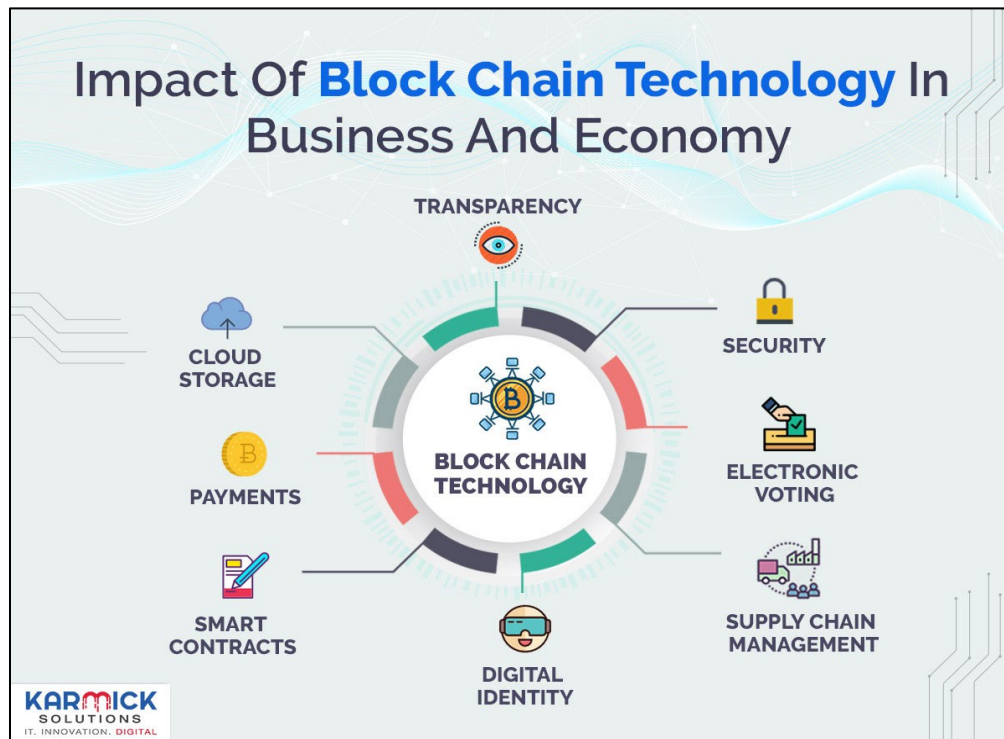 Impact Of Block Chain Technology In
Business And Economy
TRANSPARENCY
SECURITY
ELECTRONIC
VOTING
SUPPLY CHAIN
MANAGEMENT
DIGITAL
IDENTITY
SMART
CONTRACTS
PAYMENTS
CLOUD
STORAGE
BLOCK CHAIN
TECHNOLOGY
KARMICK
SOLUTIONS
IT. INNOVATION. DIGITAL